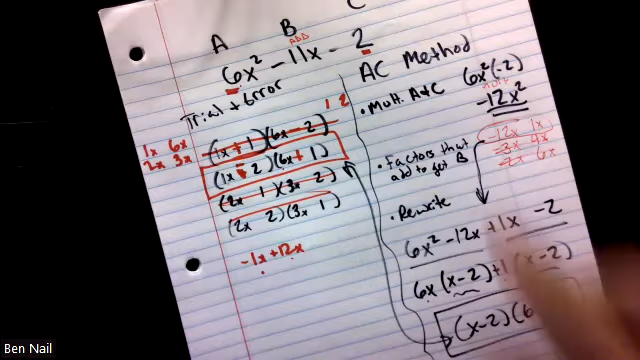 A B C
ADD
6x² - 11x - 2
Trial + Error
1 2
1x 6x
2x 3x
(1x + 1)(6x - 2)
(1x - 2)(6x + 1)
(2x 1)(3x 2)
(2x 2)(3x 1)
-1x + 12x
AC Method
• Mult. A+C
6x²(-2)
-12x²
• Factors that
add to get B
-12x 1x
-3x 4x
-2x 6x
• Rewrite
6x² - 12x + 1x - 2
6x(x-2)+1(x-2)
(x-2)(6
Ben Nail